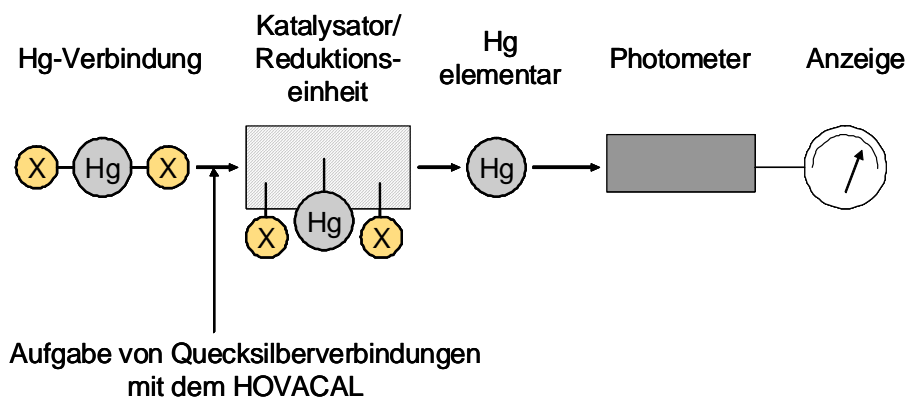 Hg-Verbindung
Katalysator/
Reduktions-
einheit
Hg
elementar
Photometer
Anzeige
X
Hg
X
X
Hg
X
Hg
Aufgabe von Quecksilberverbindungen
mit dem HOVACAL